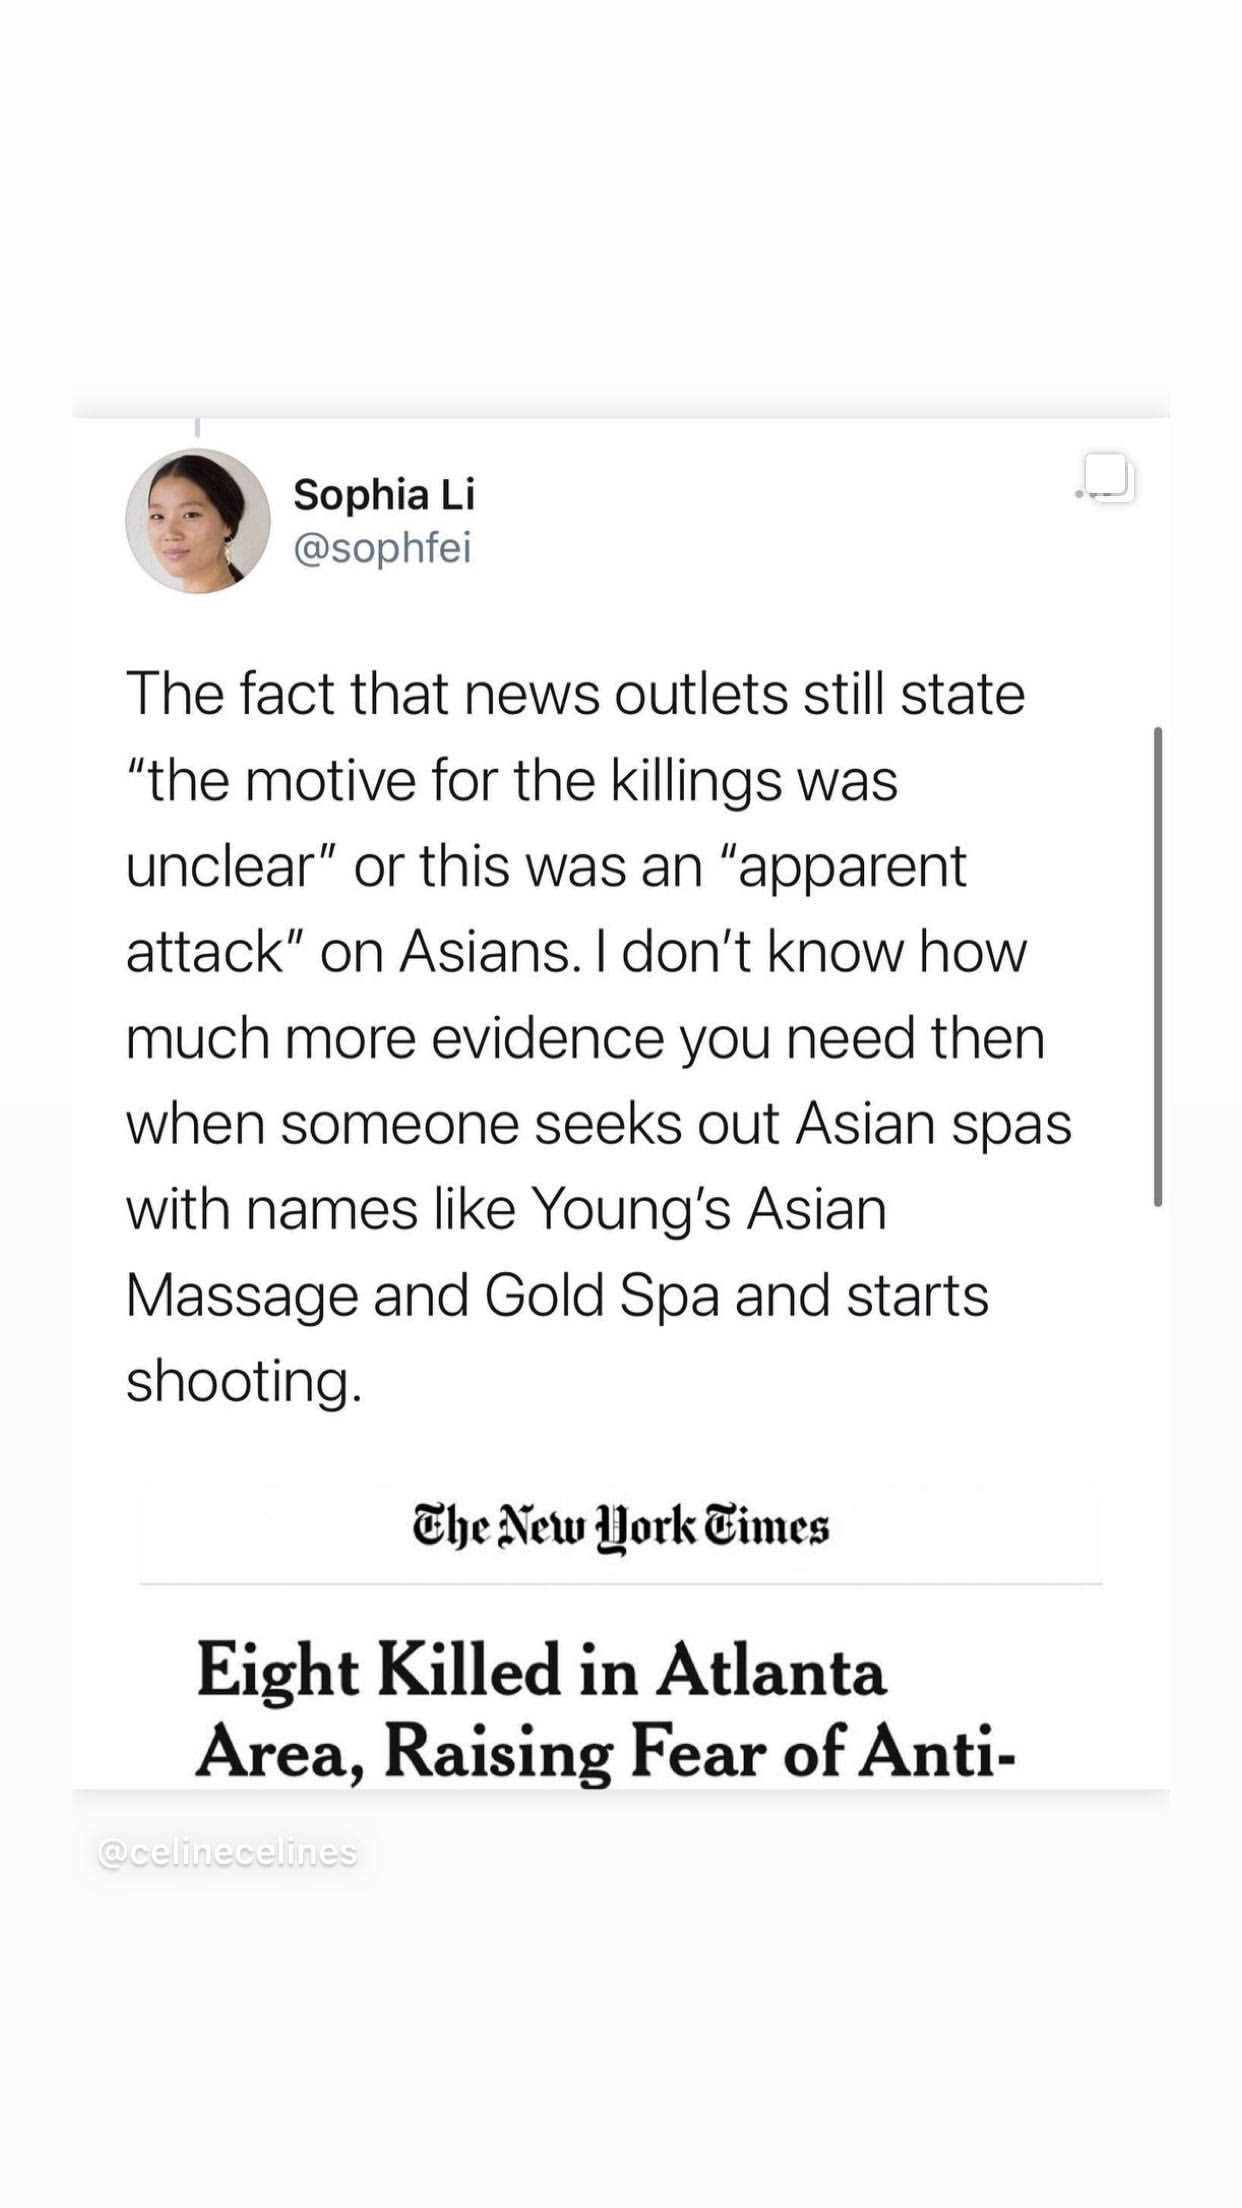 Sophia Li
@sophfei
The fact that news outlets still state
“the motive for the killings was
unclear” or this was an “apparent
attack” on Asians. I don’t know how
much more evidence you need then
when someone seeks out Asian spas
with names like Young’s Asian
Massage and Gold Spa and starts
shooting.
The New York Times
Eight Killed in Atlanta
Area, Raising Fear of Anti-
@celinecelines